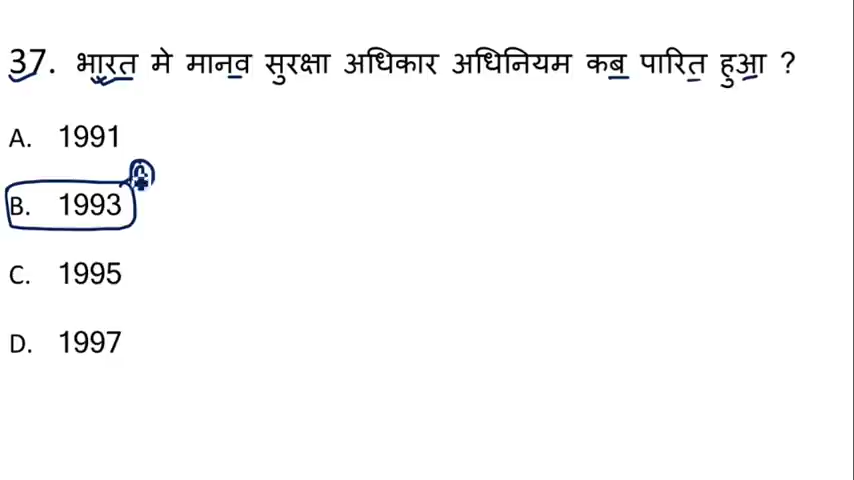 37. भारत मे मानव सुरक्षा अधिकार अधिनियम कब पारित हुआ ?
A. 1991
B. 1993
C. 1995
D. 1997